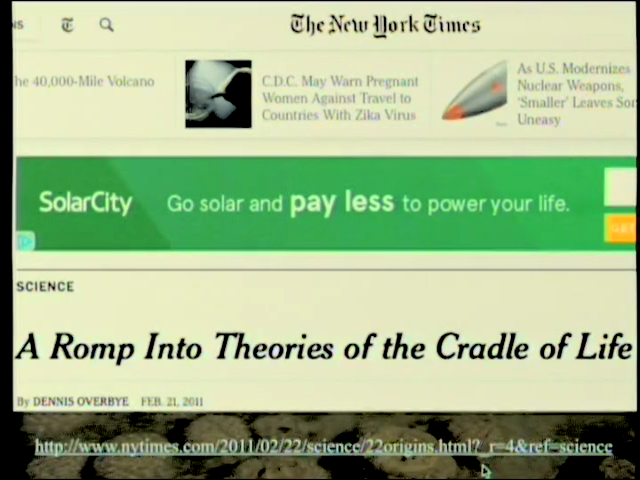 The New York Times
he 40,000-Mile Volcano
C.D.C. May Warn Pregnant
Women Against Travel to
Countries With Zika Virus
As U.S. Modernizes
Nuclear Weapons,
'Smaller' Leaves Som
Uneasy
SolarCity
Go solar and pay less to power your life.
GET
SCIENCE
A Romp Into Theories of the Cradle of Life
By DENNIS OVERBYE FEB. 21, 2011
http://www.nytimes.com/2011/02/22/science/22origins.html?_r=4&ref=science